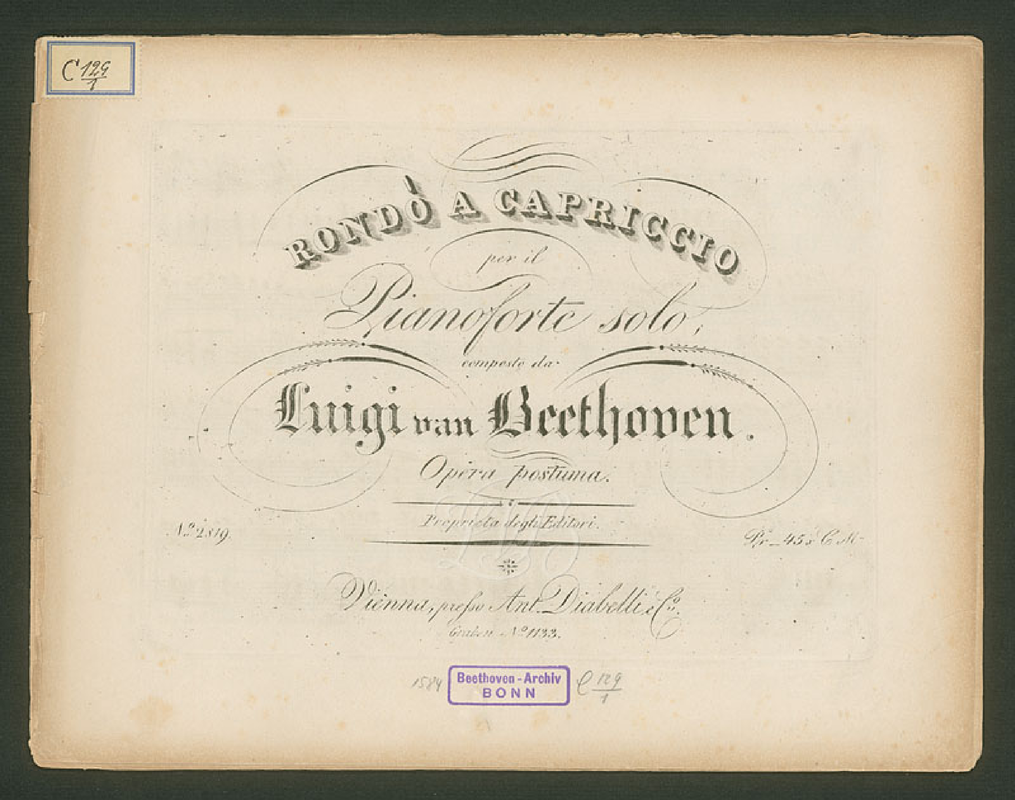 C 129
1
RONDÒ A CAPRICCIO
per il
Pianoforte solo,
composto da
Luigi van Beethoven.
Opera postuma.
Proprietà degli Editori.
No. 2819.
Pr. 45 x C.M.
Vienna, presso Ant. Diabelli e Co.
Graben No. 1133.
1584
Beethoven-Archiv
BONN
C 129
1